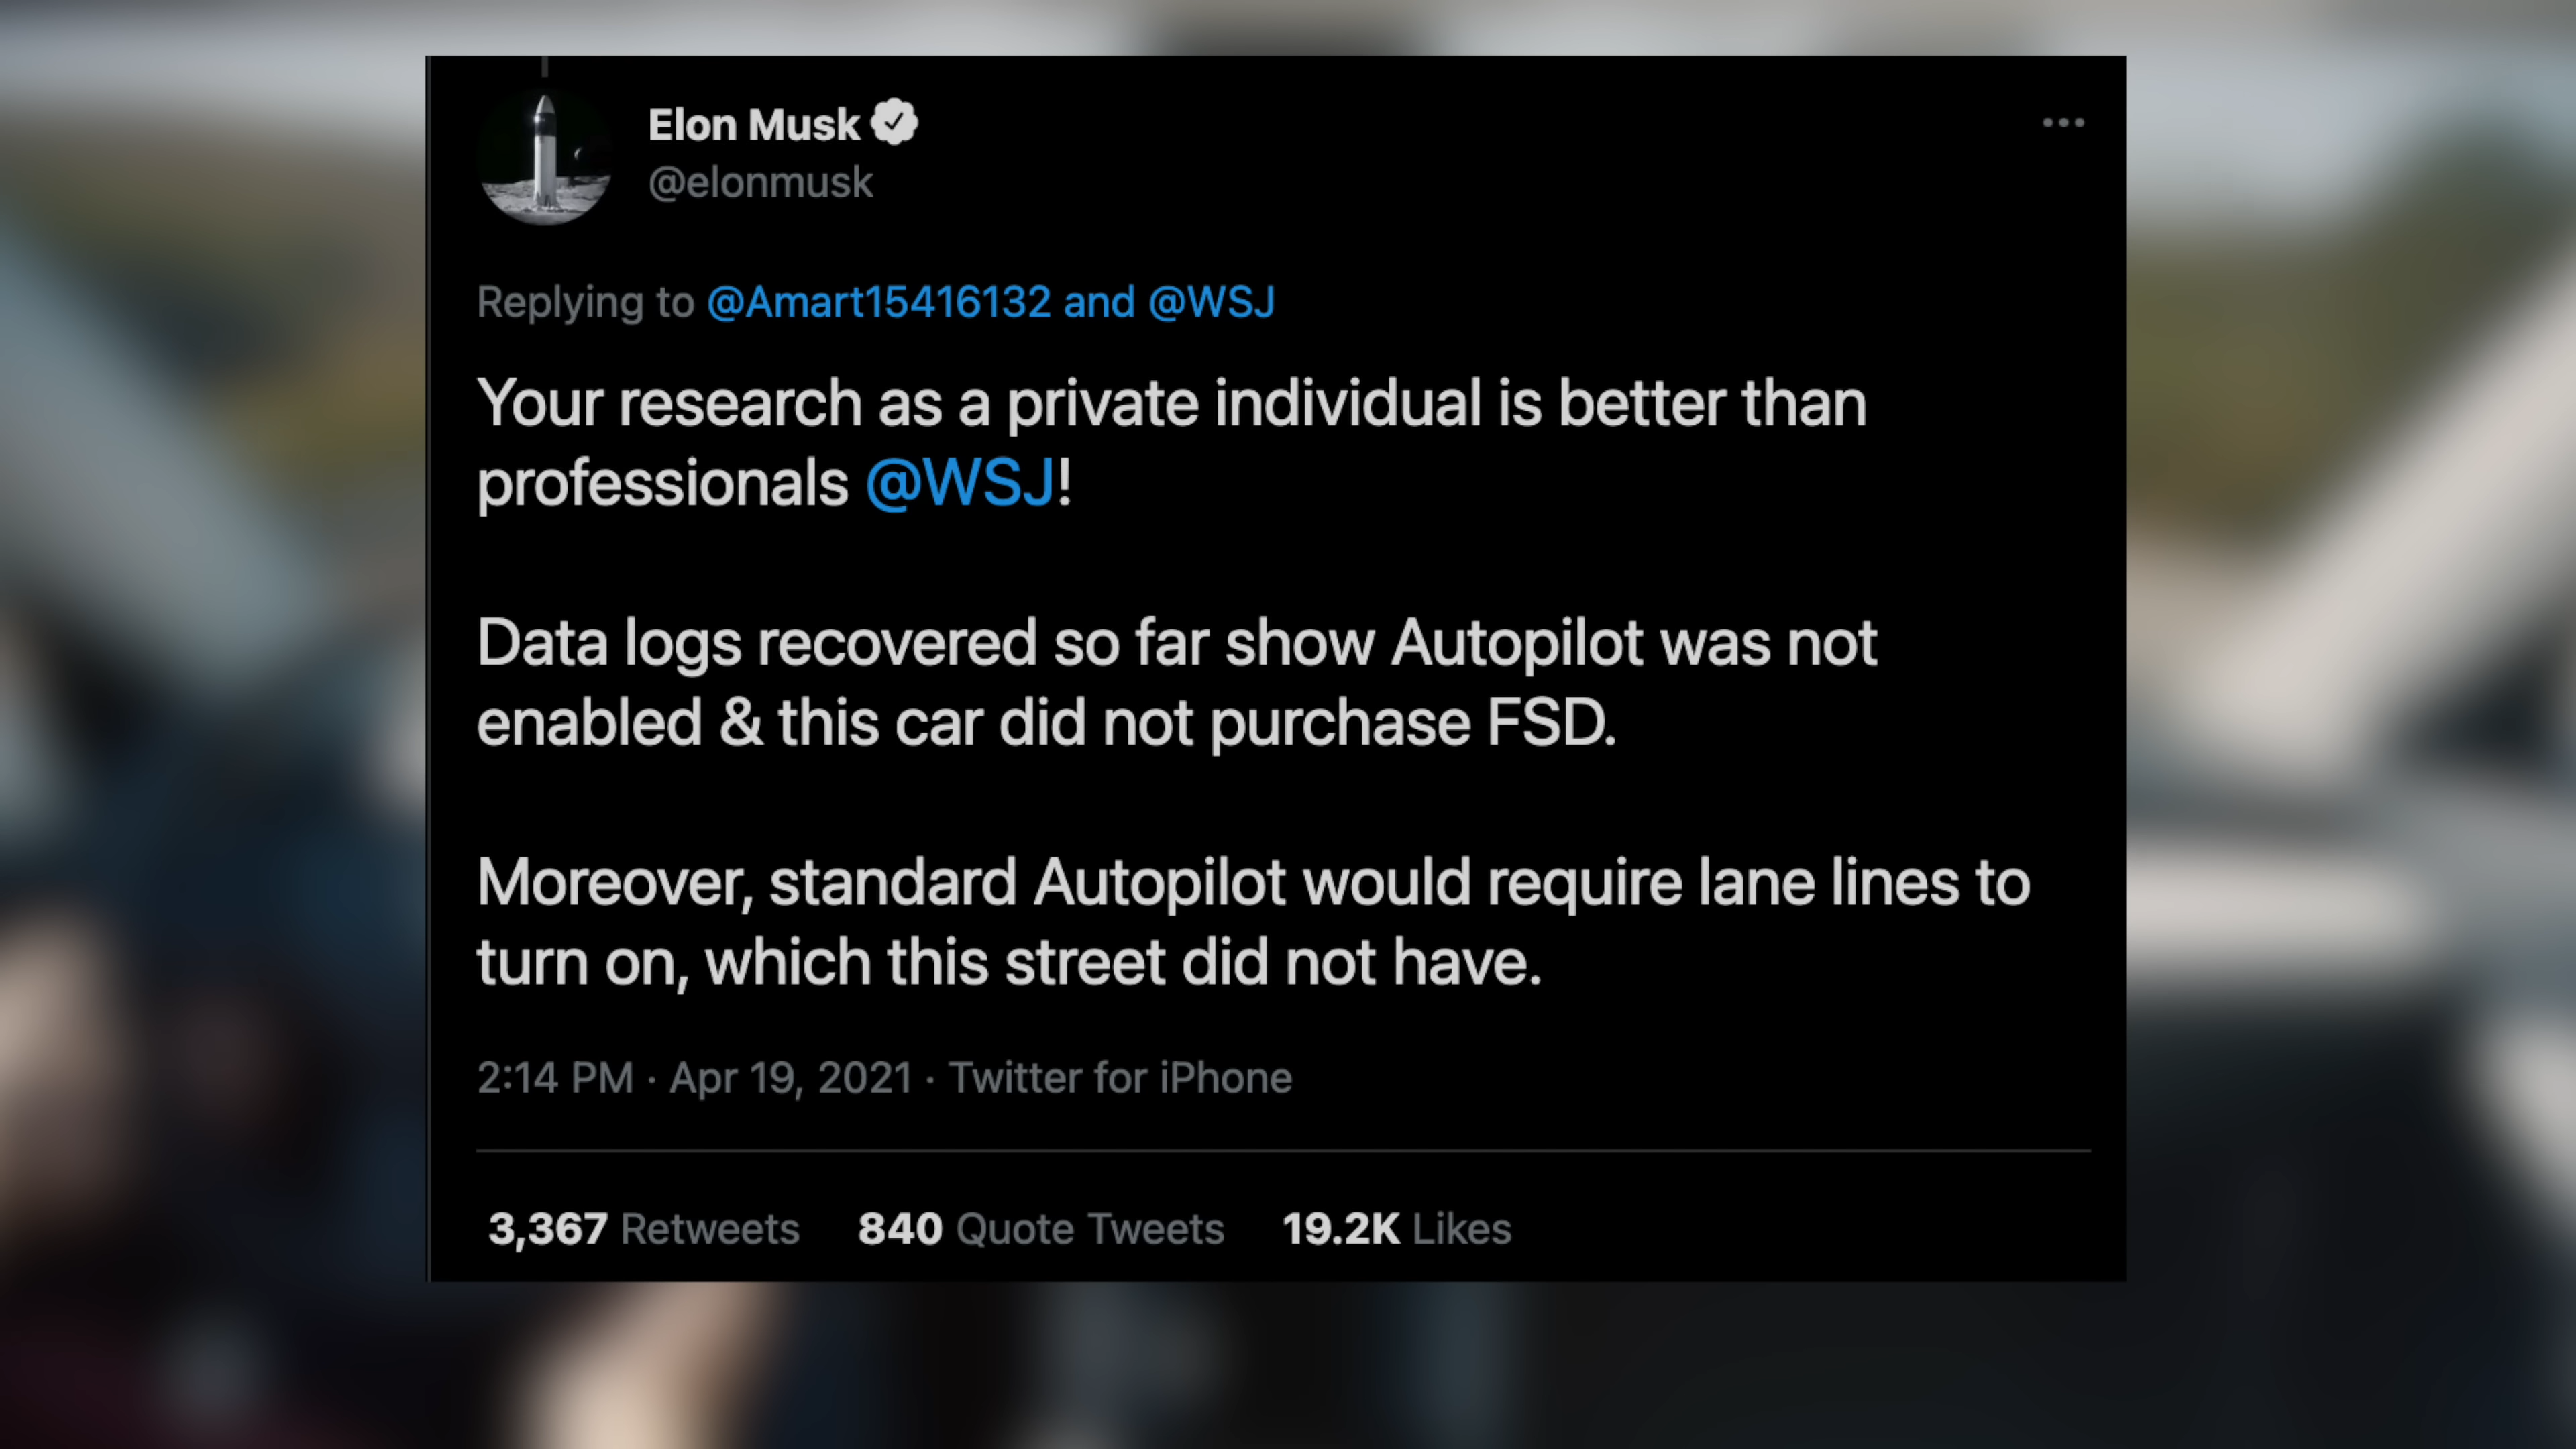 Elon Musk
@elonmusk
Replying to @Amart15416132 and @WSJ
Your research as a private individual is better than
professionals @WSJ!
Data logs recovered so far show Autopilot was not
enabled & this car did not purchase FSD.
Moreover, standard Autopilot would require lane lines to
turn on, which this street did not have.
2:14 PM · Apr 19, 2021 · Twitter for iPhone
3,367 Retweets 840 Quote Tweets 19.2K Likes